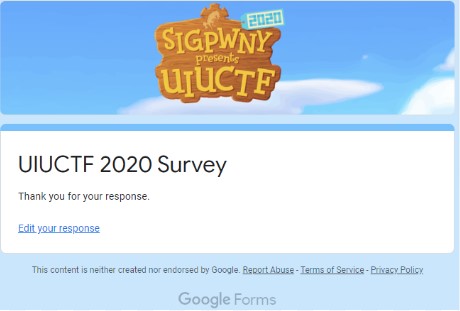 2020
SIGPWNY
presents
UIUCTF
UIUCTF 2020 Survey
Thank you for your response.
Edit your response
This content is neither created nor endorsed by Google. Report Abuse - Terms of Service - Privacy Policy
Google Forms